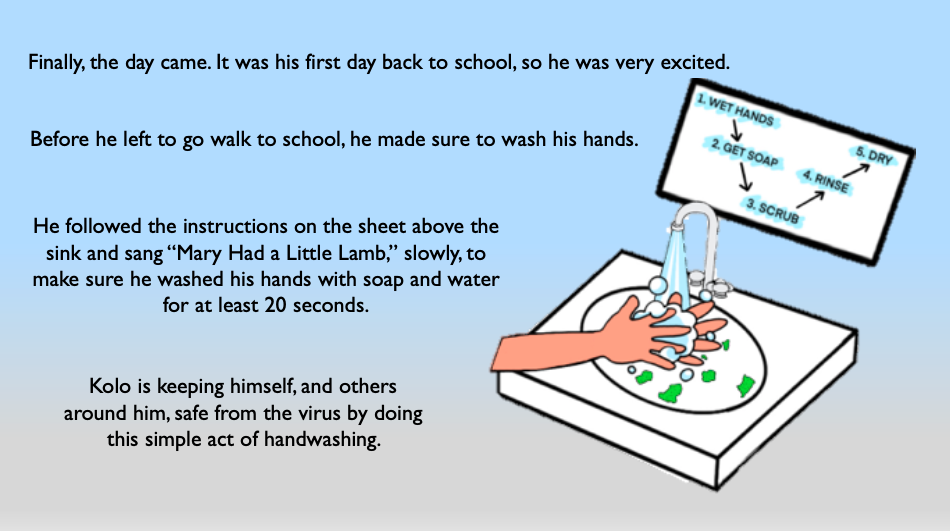 Finally, the day came. It was his first day back to school, so he was very excited.
Before he left to go walk to school, he made sure to wash his hands.
He followed the instructions on the sheet above the
sink and sang “Mary Had a Little Lamb,” slowly, to
make sure he washed his hands with soap and water
for at least 20 seconds.
Kolo is keeping himself, and others
around him, safe from the virus by doing
this simple act of handwashing.
1. WET HANDS
2. GET SOAP
3. SCRUB
4. RINSE
5. DRY